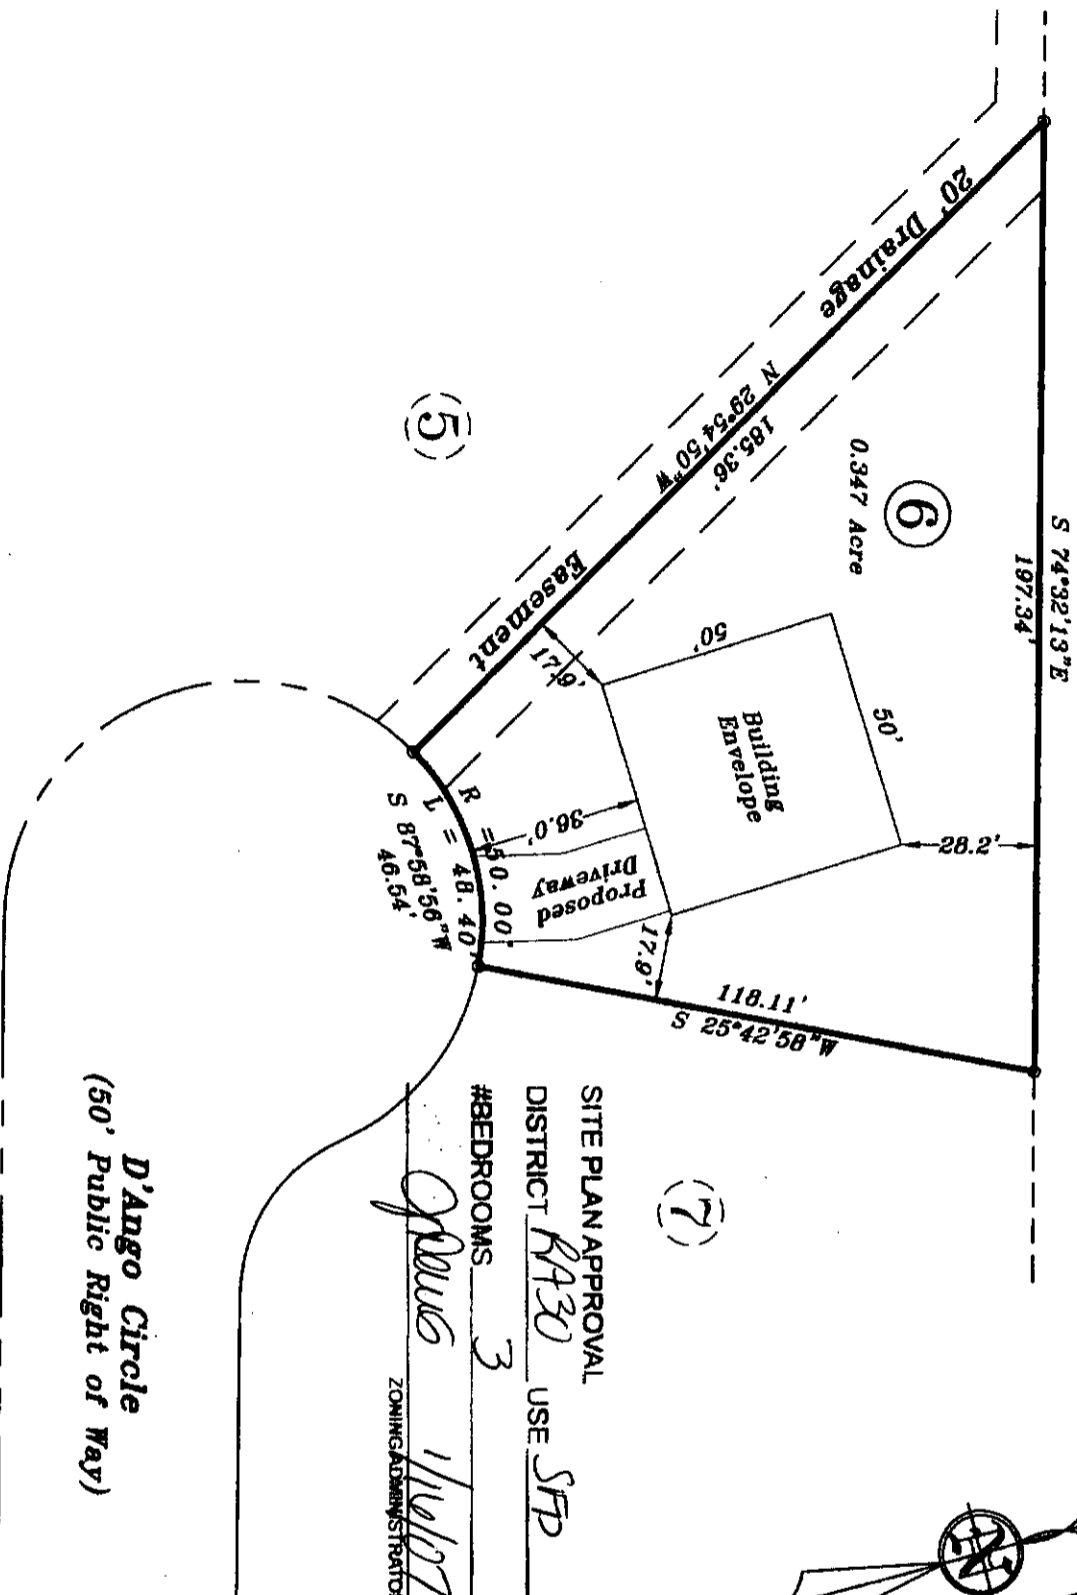 S 74°32'13"E
197.34'
20' Drainage
Easement
N 29°54'50"W
185.36'
6
0.347 Acre
5
50'
50'
Building
Envelope
28.2'
17.9'
36.0'
Proposed
Driveway
17.9'
118.11'
S 25°42'58"W
R = 50.00'
L = 48.40'
S 87°58'56"W
46.54'
7
SITE PLAN APPROVAL
DISTRICT RA30 USE SFD
#BEDROOMS 3
1/16/07
ZONING ADMINISTRATOR
D'Ango Circle
(50' Public Right of Way)
N